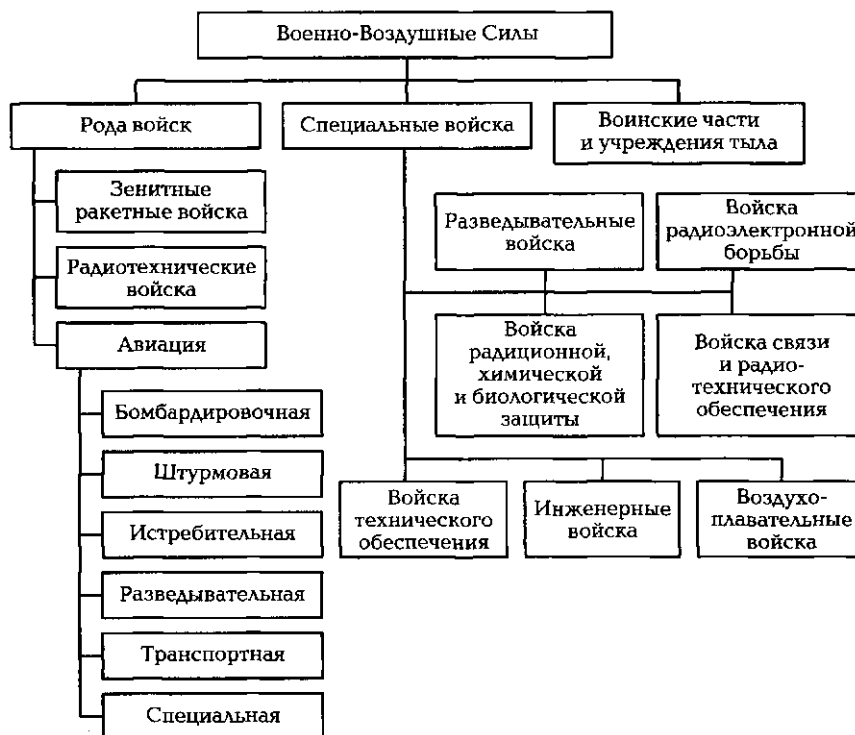 Военно-Воздушные Силы
Рода войск
Специальные войска
Воинские части
и учреждения тыла
Зенитные
ракетные войска
Радиотехнические
войска
Авиация
Бомбардировочная
Штурмовая
Истребительная
Разведывательная
Транспортная
Специальная
Разведывательные
войска
Войска
радиоэлектронной
борьбы
Войска
радиционной,
химической
и биологической
защиты
Войска связи
и радио-
технического
обеспечения
Войска
технического
обеспечения
Инженерные
войска
Воздухо-
плавательные
войска